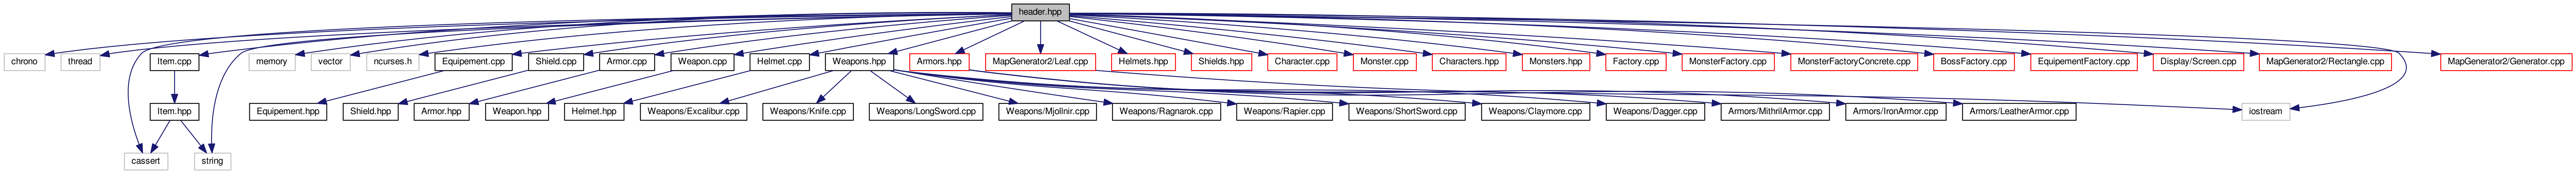 header.hpp
chrono
thread
Item.cpp
memory
vector
ncurses.h
Equipement.cpp
Shield.cpp
Armor.cpp
Weapon.cpp
Helmet.cpp
Weapons.hpp
Armors.hpp
MapGenerator2/Leaf.cpp
Helmets.hpp
Shields.hpp
Character.cpp
Monster.cpp
Characters.hpp
Monsters.hpp
Factory.cpp
MonsterFactory.cpp
MonsterFactoryConcrete.cpp
BossFactory.cpp
EquipementFactory.cpp
Display/Screen.cpp
MapGenerator2/Rectangle.cpp
MapGenerator2/Generator.cpp
Item.hpp
Equipement.hpp
Shield.hpp
Armor.hpp
Weapon.hpp
Helmet.hpp
Weapons/Excalibur.cpp
Weapons/Knife.cpp
Weapons/LongSword.cpp
Weapons/Mjollnir.cpp
Weapons/Ragnarok.cpp
Weapons/Rapier.cpp
Weapons/ShortSword.cpp
Weapons/Claymore.cpp
Weapons/Dagger.cpp
Armors/MithrilArmor.cpp
Armors/IronArmor.cpp
Armors/LeatherArmor.cpp
iostream
cassert
string